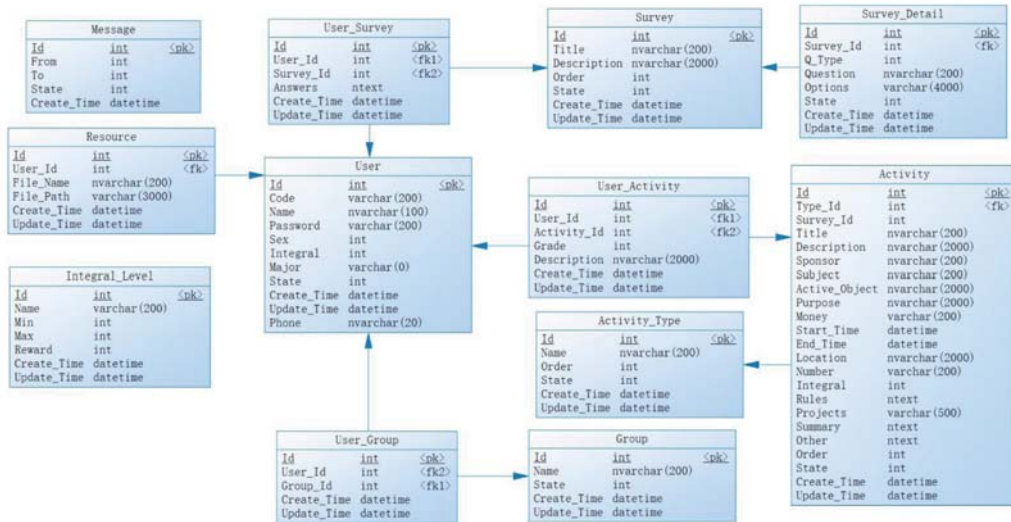 Message
Id int <pk>
From int
To int
State int
Create_Time datetime
User_Survey
Id int <pk>
User_Id int <fk1>
Survey_Id int <fk2>
Answers ntext
Create_Time datetime
Update_Time datetime
Survey
Id int <pk>
Title nvarchar(200)
Description nvarchar(2000)
Order int
State int
Create_Time datetime
Update_Time datetime
Survey_Detail
Id int <pk>
Survey_Id int <fk>
Q_Type int
Question nvarchar(200)
Options varchar(4000)
State int
Create_Time datetime
Update_Time datetime
Resource
Id int <pk>
User_Id int <fk>
File_Name nvarchar(200)
File_Path varchar(3000)
Create_Time datetime
Update_Time datetime
User
Id int <pk>
Code varchar(200)
Name nvarchar(100)
Password varchar(200)
Sex int
Integral int
Major varchar(0)
State int
Create_Time datetime
Update_Time datetime
Phone nvarchar(20)
User_Activity
Id int <pk>
User_Id int <fk1>
Activity_Id int <fk2>
Grade int
Description nvarchar(2000)
Create_Time datetime
Update_Time datetime
Activity
Id int <pk>
Type_Id int <fk>
Survey_Id int
Title nvarchar(200)
Description nvarchar(2000)
Sponsor nvarchar(200)
Subject nvarchar(200)
Active_Object nvarchar(2000)
Purpose nvarchar(2000)
Money varchar(200)
Start_Time datetime
End_Time datetime
Location nvarchar(2000)
Number varchar(200)
Integral int
Rules ntext
Projects varchar(500)
Summary ntext
Other ntext
Order int
State int
Create_Time datetime
Update_Time datetime
Integral_Level
Id int <pk>
Name varchar(200)
Min int
Max int
Reward int
Create_Time datetime
Update_Time datetime
Activity_Type
Id int <pk>
Name nvarchar(200)
Order int
State int
Create_Time datetime
Update_Time datetime
User_Group
Id int <pk>
User_Id int <fk2>
Group_Id int <fk1>
Create_Time datetime
Update_Time datetime
Group
Id int <pk>
Name nvarchar(200)
State int
Create_Time datetime
Update_Time datetime